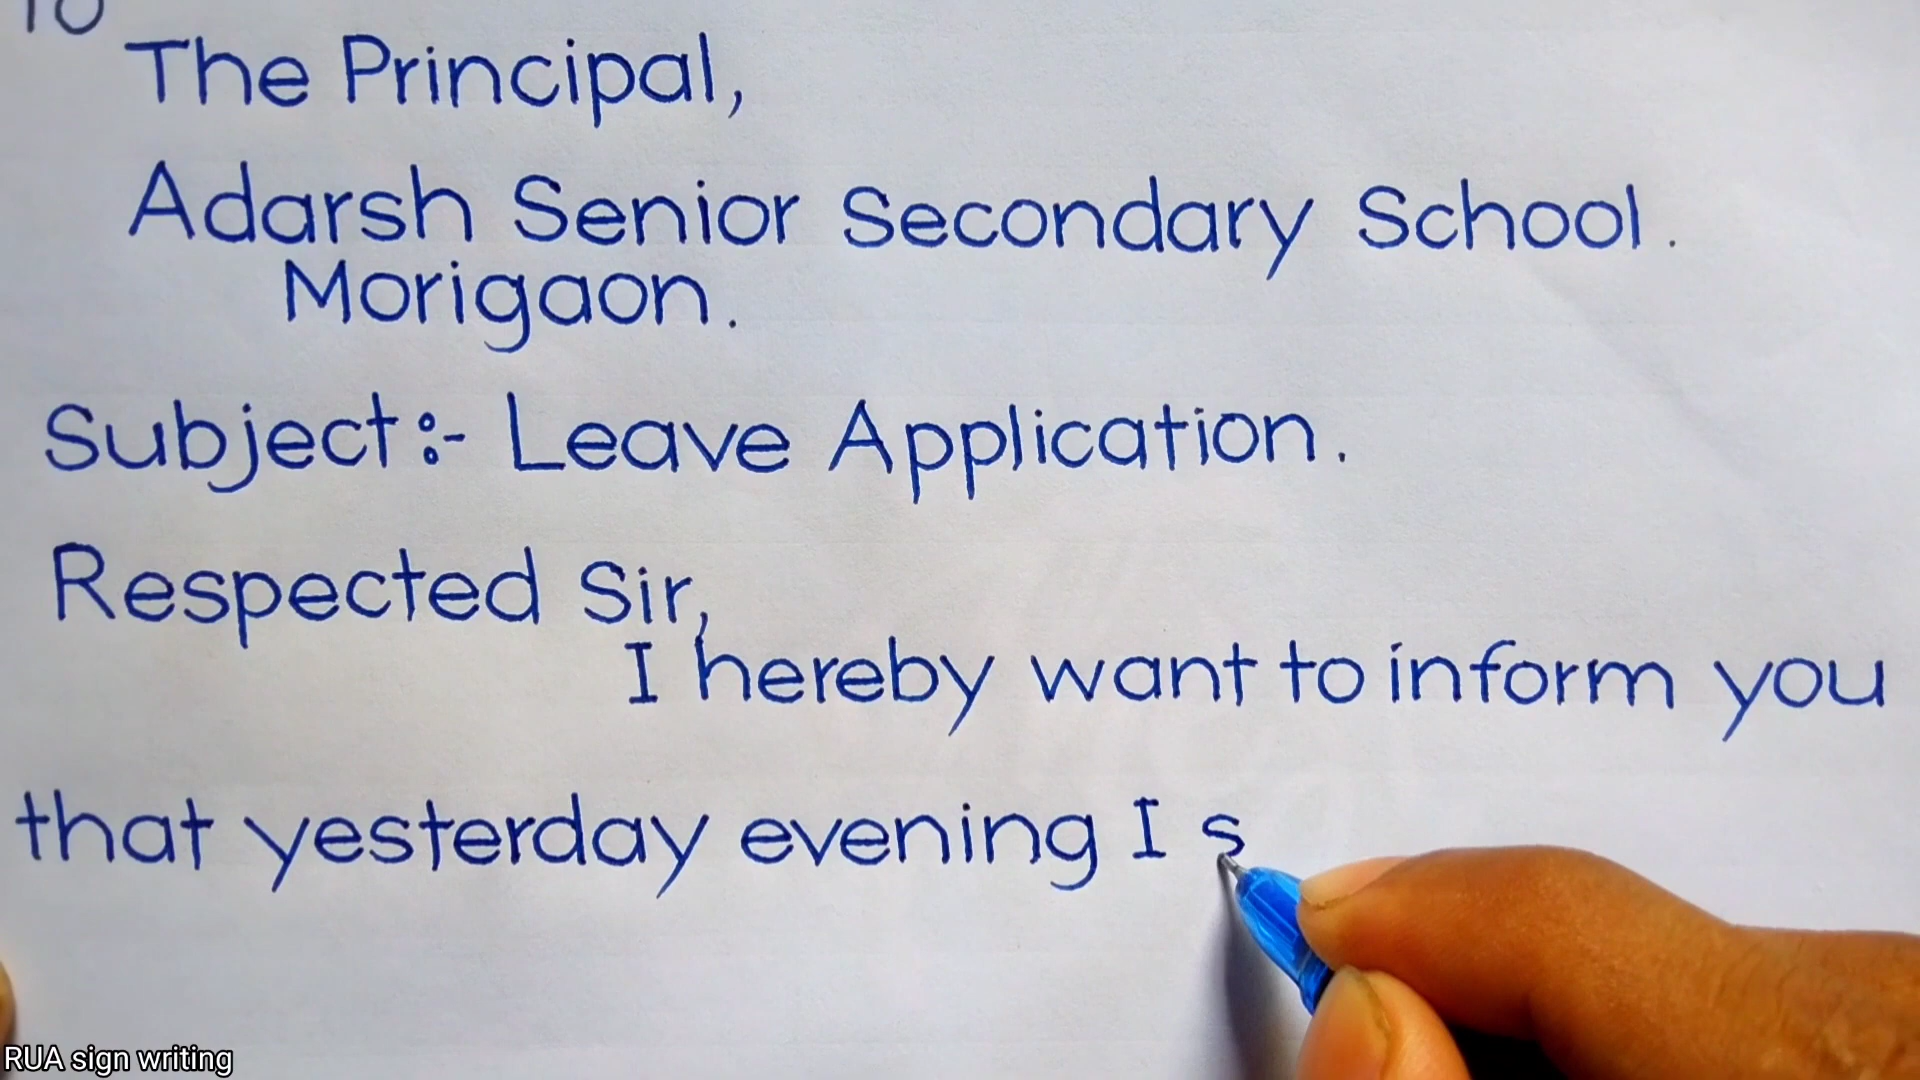 To
The Principal,
Adarsh Senior Secondary School.
Morigaon.
Subject:- Leave Application.
Respected Sir,
I hereby want to inform you
that yesterday evening I s
RUA sign writing